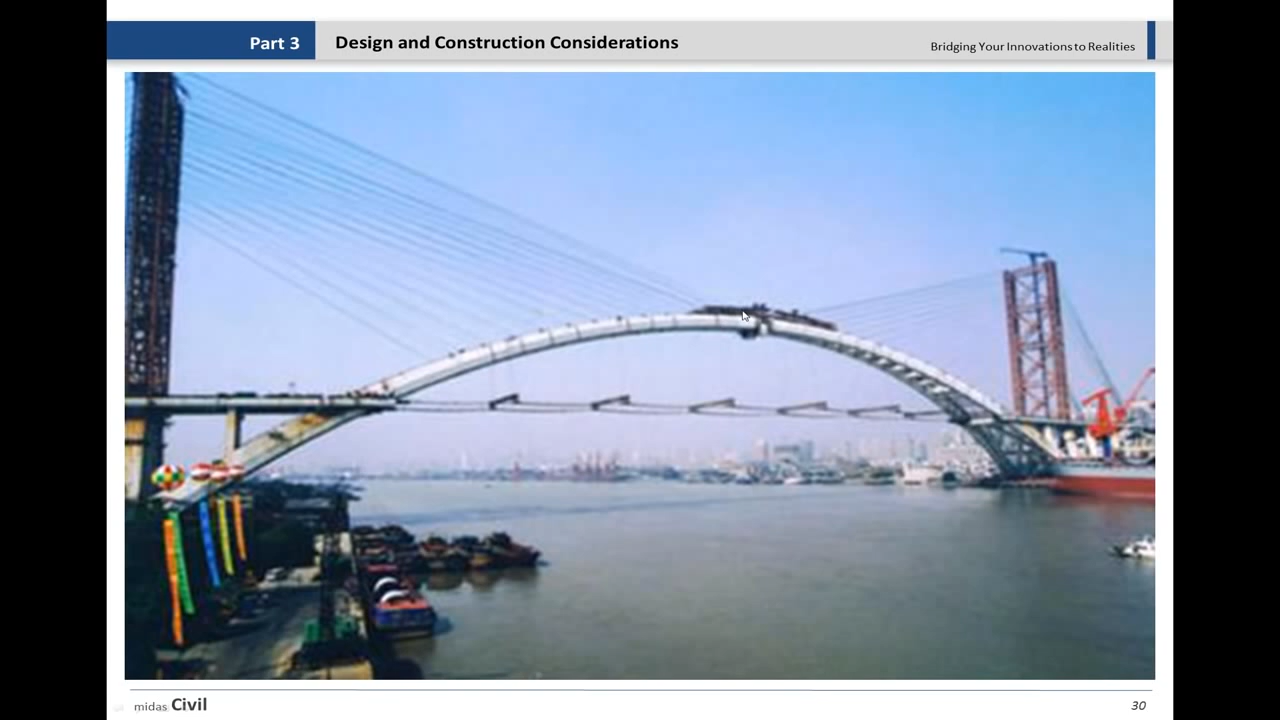 Part 3
Design and Construction Considerations
Bridging Your Innovations to Realities
midas Civil
30